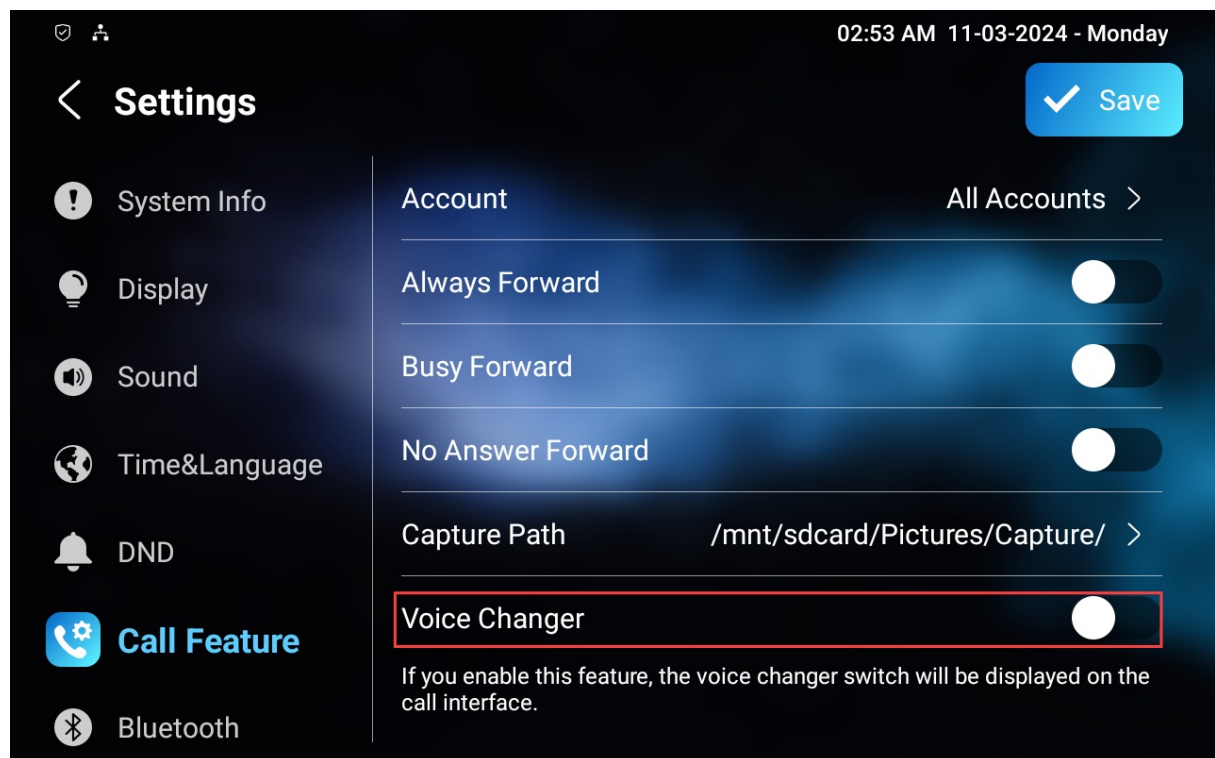 02:53 AM 11-03-2024 - Monday
Settings
Save
System Info
Display
Sound
Time&Language
DND
Call Feature
Bluetooth
Account All Accounts
Always Forward
Busy Forward
No Answer Forward
Capture Path /mnt/sdcard/Pictures/Capture/
Voice Changer
If you enable this feature, the voice changer switch will be displayed on the
call interface.